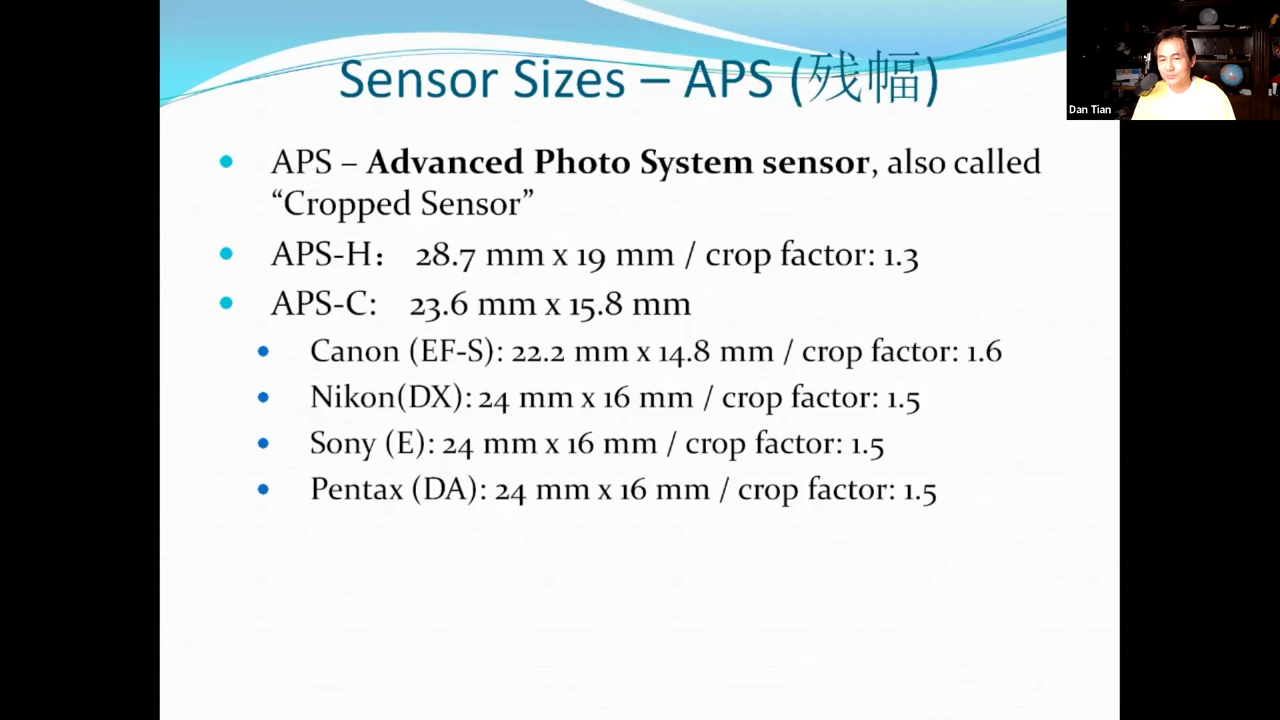 Sensor Sizes – APS (残幅)
Dan Tian
APS – Advanced Photo System sensor, also called
“Cropped Sensor”
APS-H： 28.7 mm x 19 mm / crop factor: 1.3
APS-C: 23.6 mm x 15.8 mm
Canon (EF-S): 22.2 mm x 14.8 mm / crop factor: 1.6
Nikon(DX): 24 mm x 16 mm / crop factor: 1.5
Sony (E): 24 mm x 16 mm / crop factor: 1.5
Pentax (DA): 24 mm x 16 mm / crop factor: 1.5